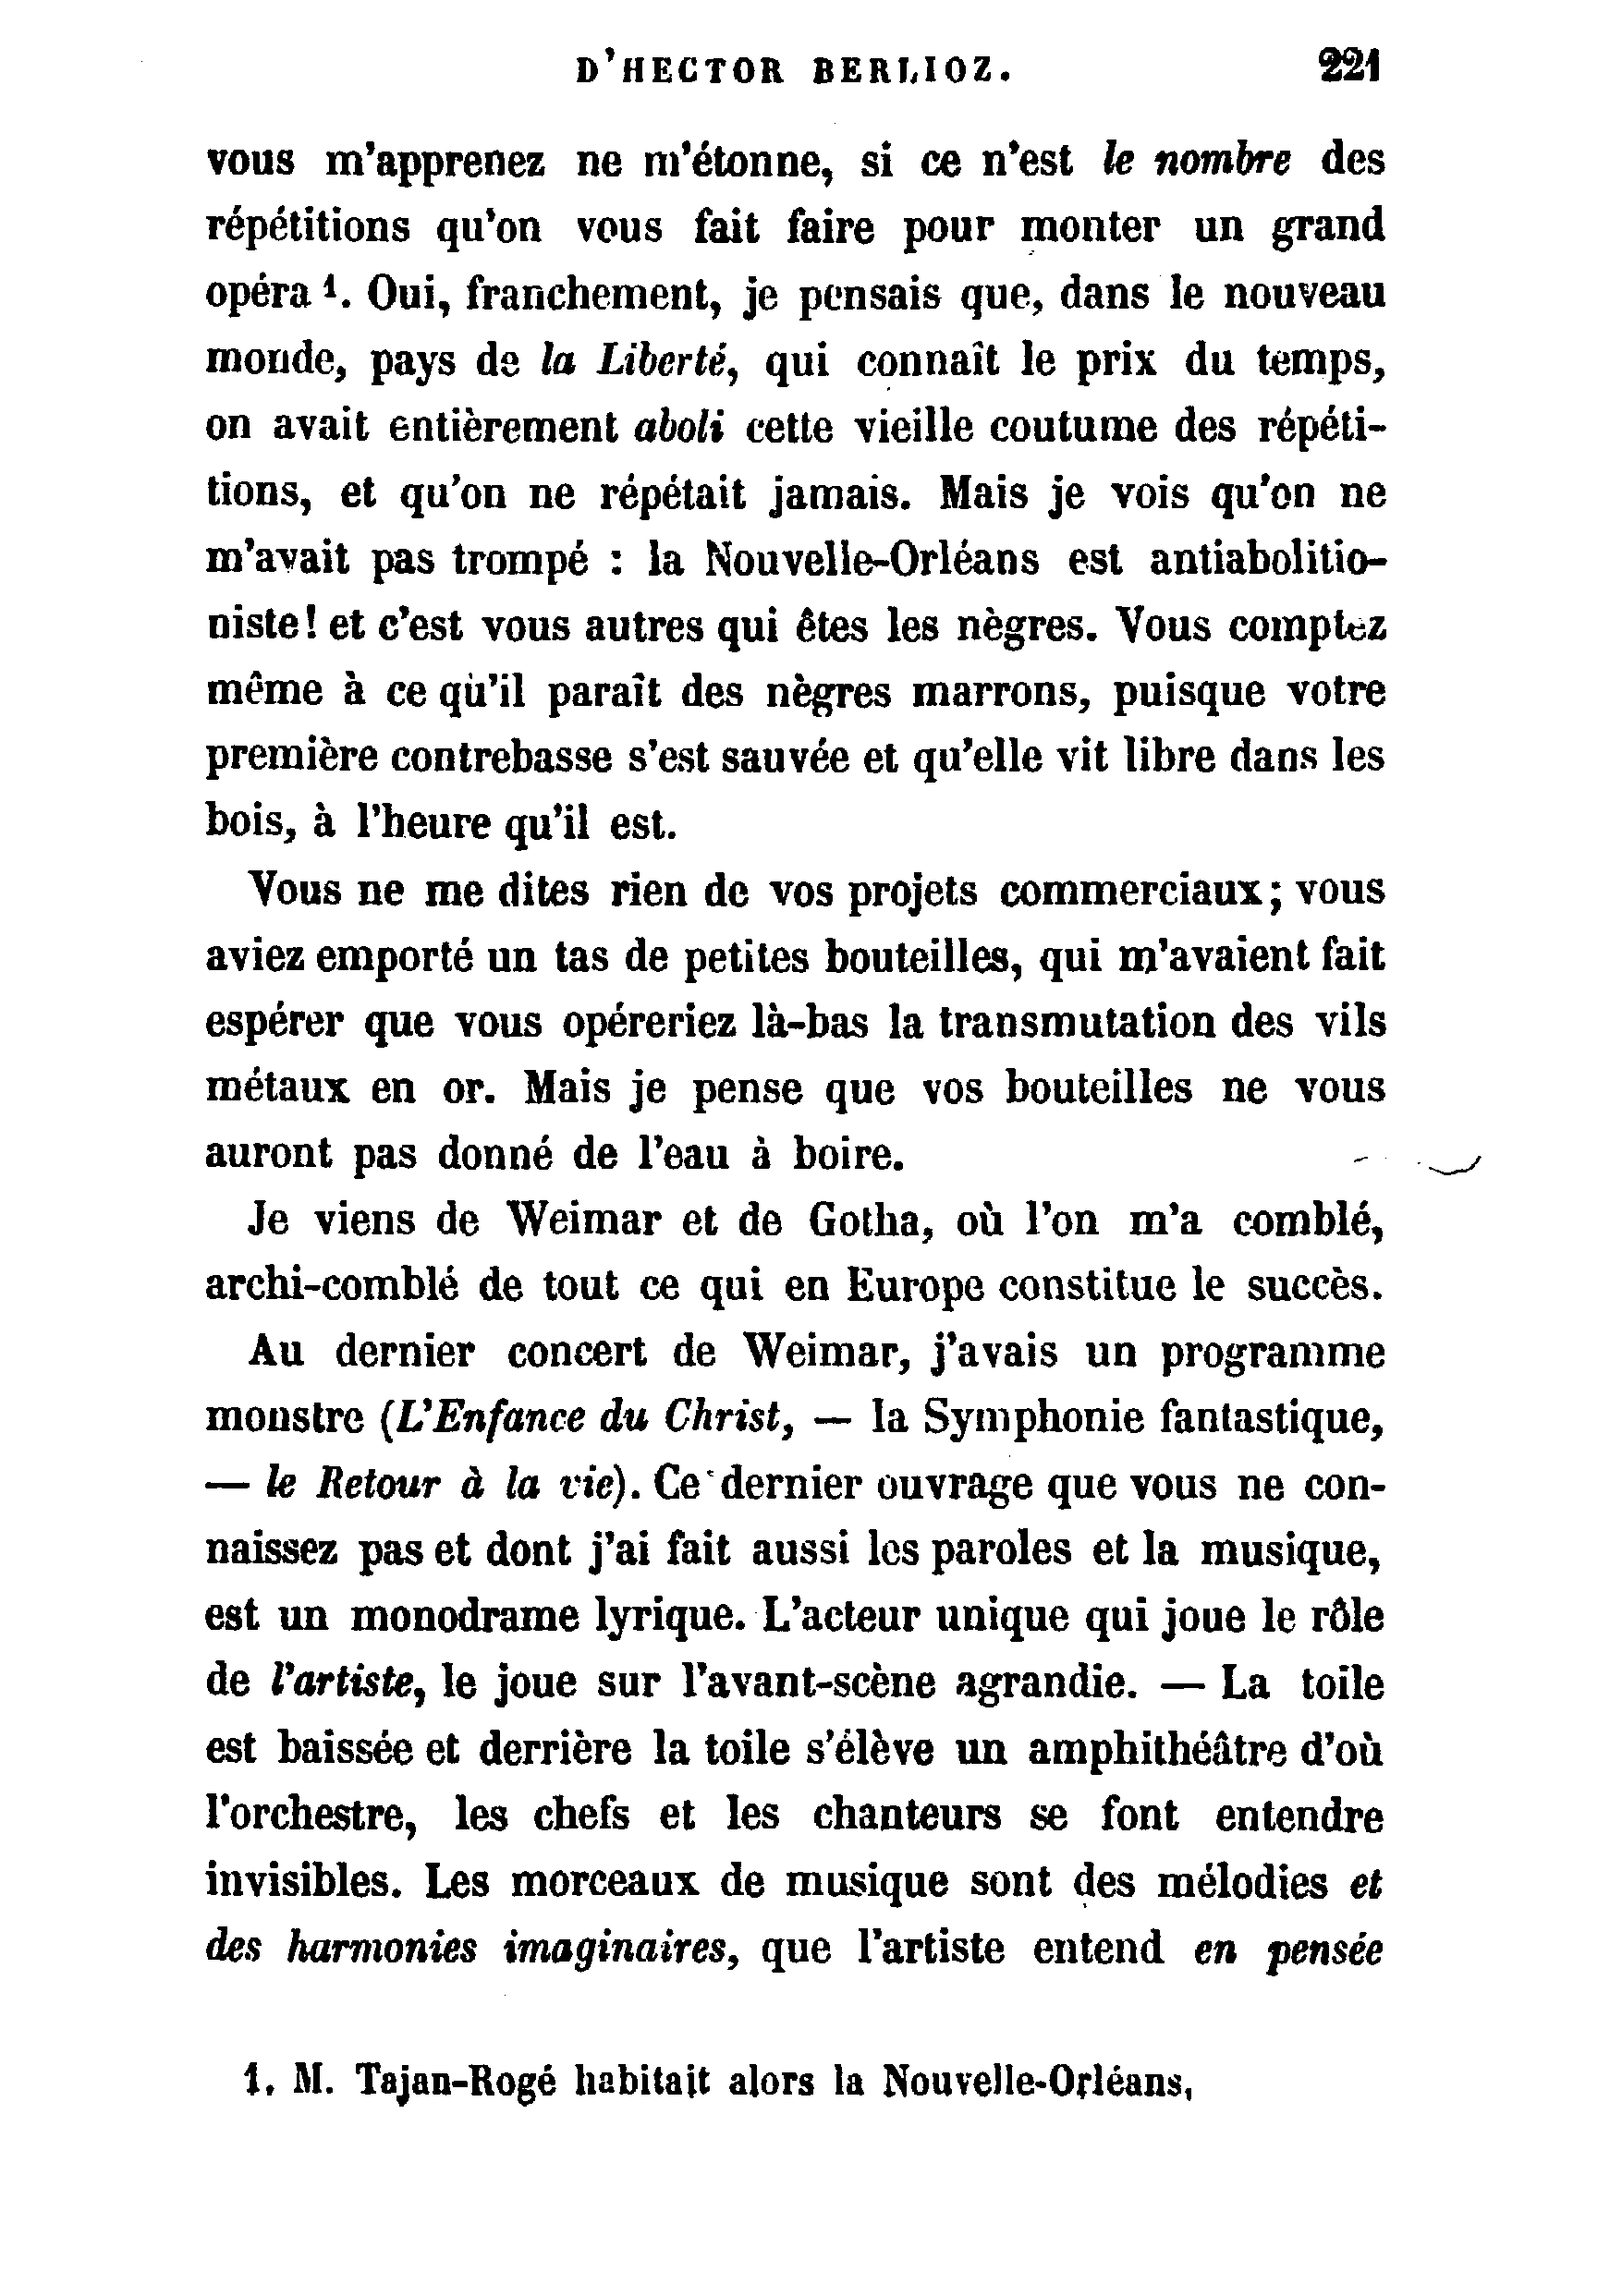 D'HECTOR BERLIOZ. 221
vous m'apprenez ne m'étonne, si ce n'est le nombre des
répétitions qu'on vous fait faire pour monter un grand
opéra 1. Oui, franchement, je pensais que, dans le nouveau
monde, pays de la Liberté, qui connaît le prix du temps,
on avait entièrement aboli cette vieille coutume des répéti-
tions, et qu'on ne répétait jamais. Mais je vois qu'on ne
m'avait pas trompé : la Nouvelle-Orléans est antiabolitio-
niste! et c'est vous autres qui êtes les nègres. Vous comptez
même à ce qu'il paraît des nègres marrons, puisque votre
première contrebasse s'est sauvée et qu'elle vit libre dans les
bois, à l'heure qu'il est.
Vous ne me dites rien de vos projets commerciaux; vous
aviez emporté un tas de petites bouteilles, qui m'avaient fait
espérer que vous opéreriez là-bas la transmutation des vils
métaux en or. Mais je pense que vos bouteilles ne vous
auront pas donné de l'eau à boire.
Je viens de Weimar et de Gotha, où l'on m'a comblé,
archi-comblé de tout ce qui en Europe constitue le succès.
Au dernier concert de Weimar, j'avais un programme
monstre (L'Enfance du Christ, — la Symphonie fantastique,
— le Retour à la vie). Ce dernier ouvrage que vous ne con-
naissez pas et dont j'ai fait aussi les paroles et la musique,
est un monodrame lyrique. L'acteur unique qui joue le rôle
de l'artiste, le joue sur l'avant-scène agrandie. — La toile
est baissée et derrière la toile s'élève un amphithéâtre d'où
l'orchestre, les chefs et les chanteurs se font entendre
invisibles. Les morceaux de musique sont des mélodies et
des harmonies imaginaires, que l'artiste entend en pensée
1. M. Tajan-Rogé habitait alors la Nouvelle-Orléans,